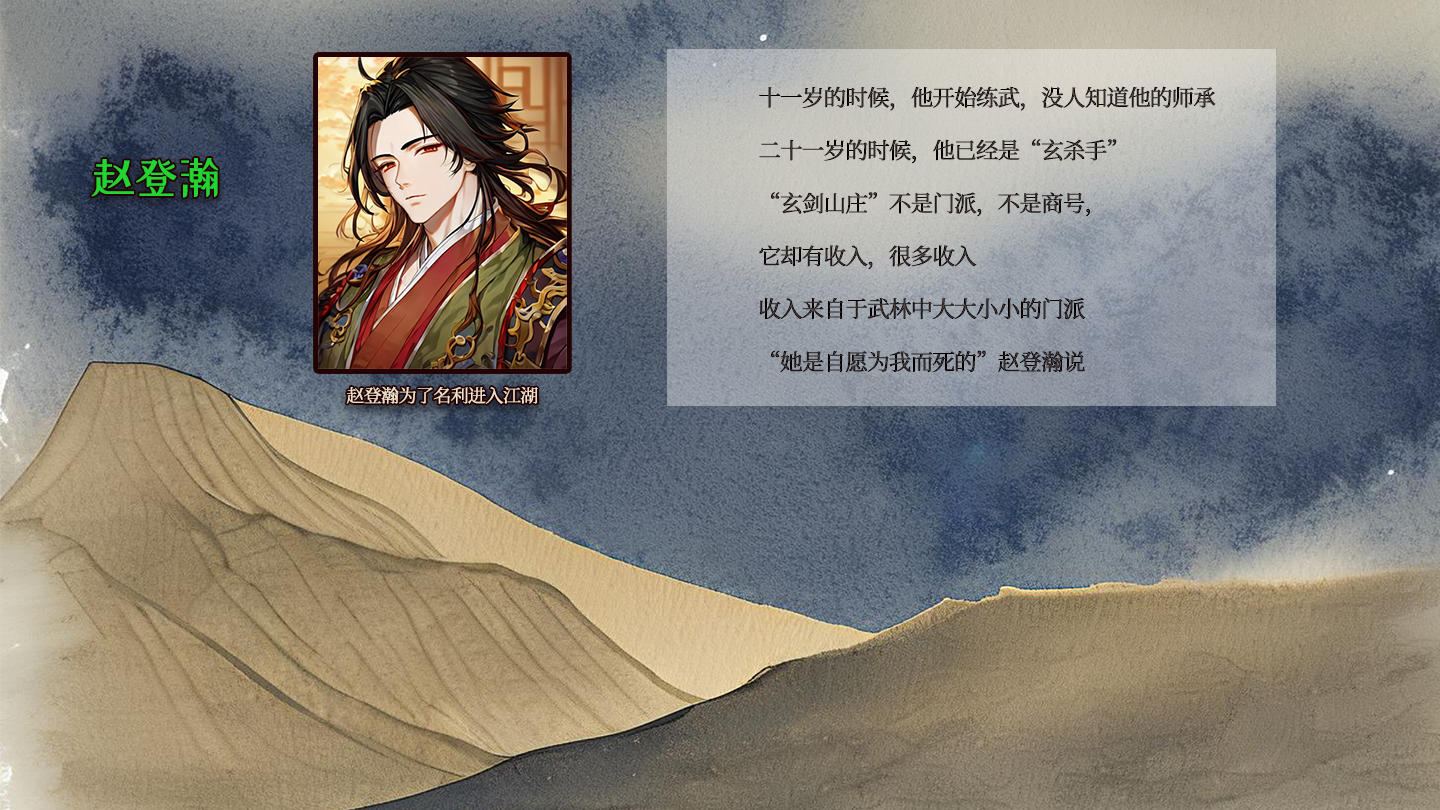 赵登瀚
赵登瀚为了名利进入江湖
十一岁的时候，他开始练武，没人知道他的师承
二十一岁的时候，他已经是“玄杀手”
“玄剑山庄”不是门派，不是商号，
它却有收入，很多收入
收入来自于武林中大大小小的门派
“她是自愿为我而死的”赵登瀚说